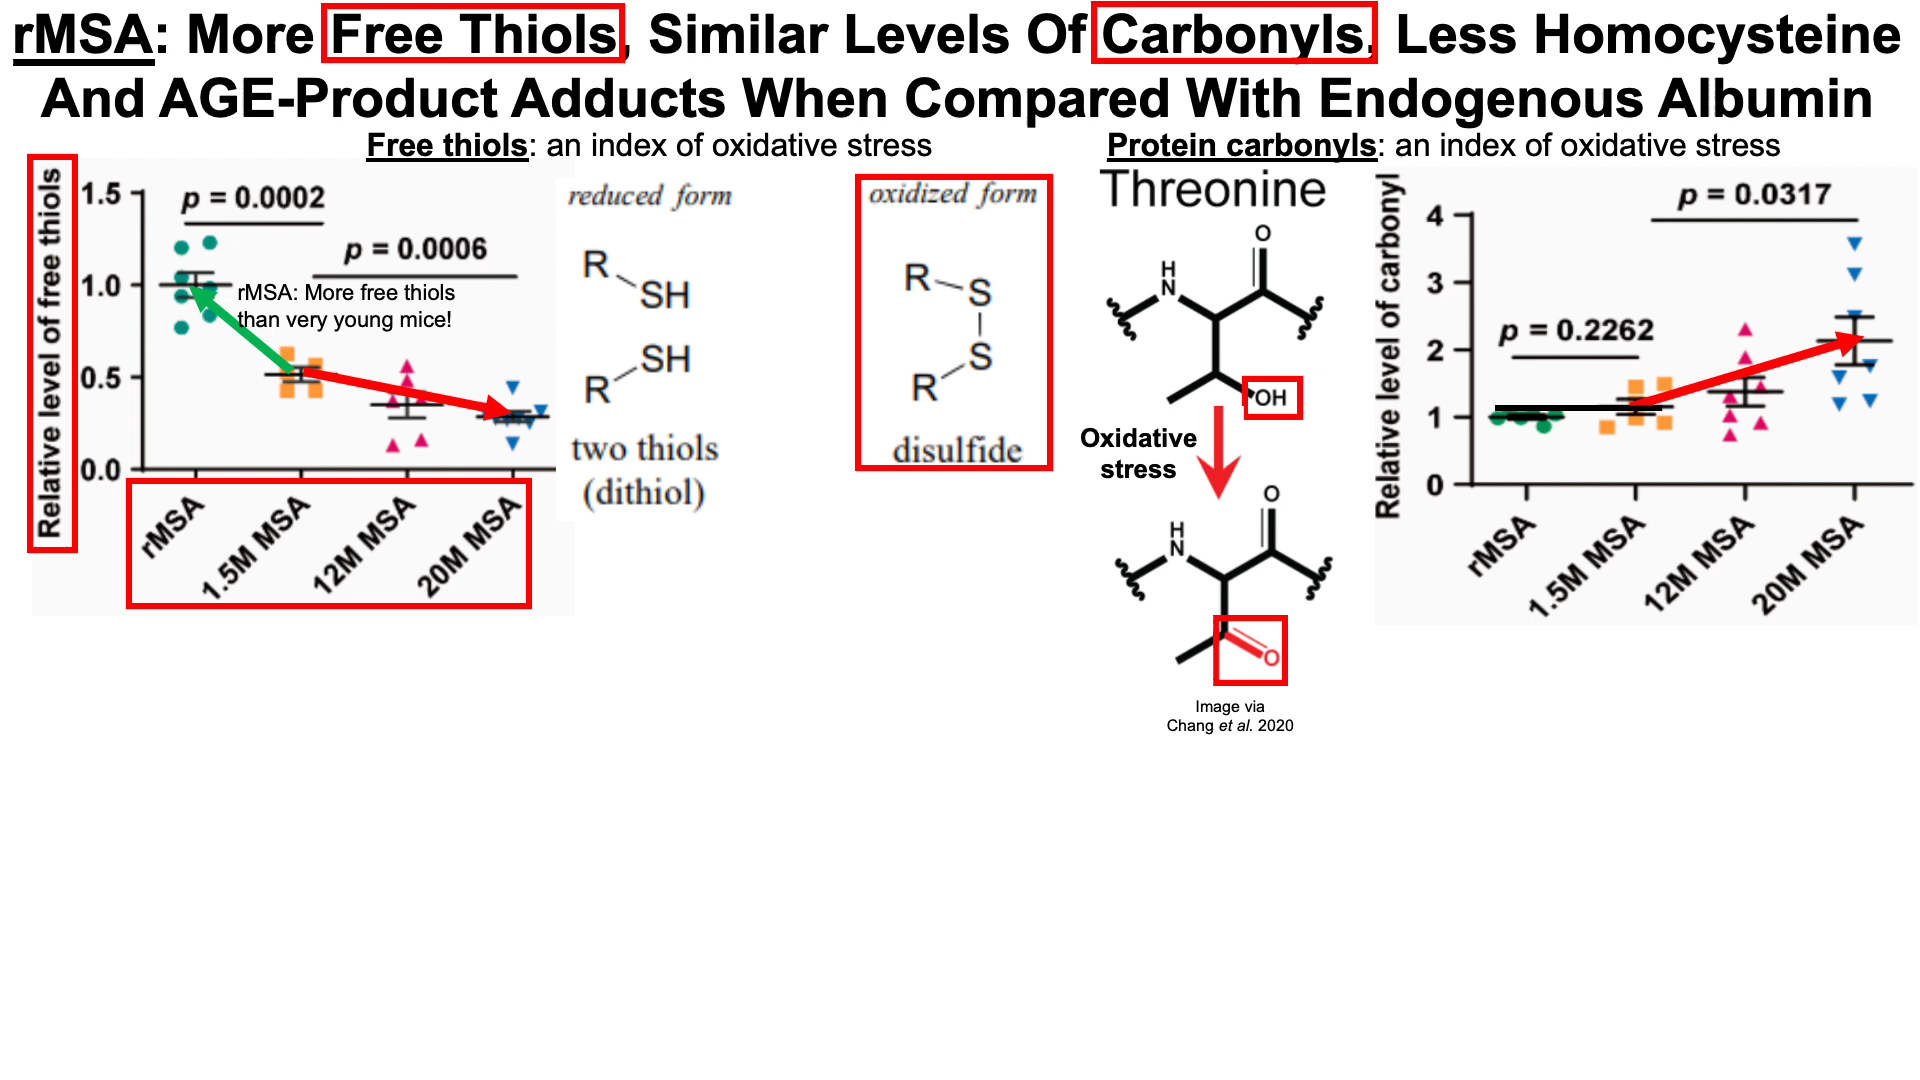 rMSA: More Free Thiols, Similar Levels Of Carbonyls, Less Homocysteine
And AGE-Product Adducts When Compared With Endogenous Albumin
Free thiols: an index of oxidative stress
Relative level of free thiols
1.5
1.0
0.5
0.0
p = 0.0002
p = 0.0006
rMSA: More free thiols
than very young mice!
rMSA
1.5M MSA
12M MSA
20M MSA
reduced form
R
SH
SH
R
two thiols
(dithiol)
oxidized form
R
S
S
R
disulfide
Protein carbonyls: an index of oxidative stress
Threonine
O
H
N
OH
Oxidative
stress
O
H
N
O
Image via
Chang et al. 2020
Relative level of carbonyl
4
3
2
1
0
p = 0.0317
p = 0.2262
rMSA
1.5M MSA
12M MSA
20M MSA